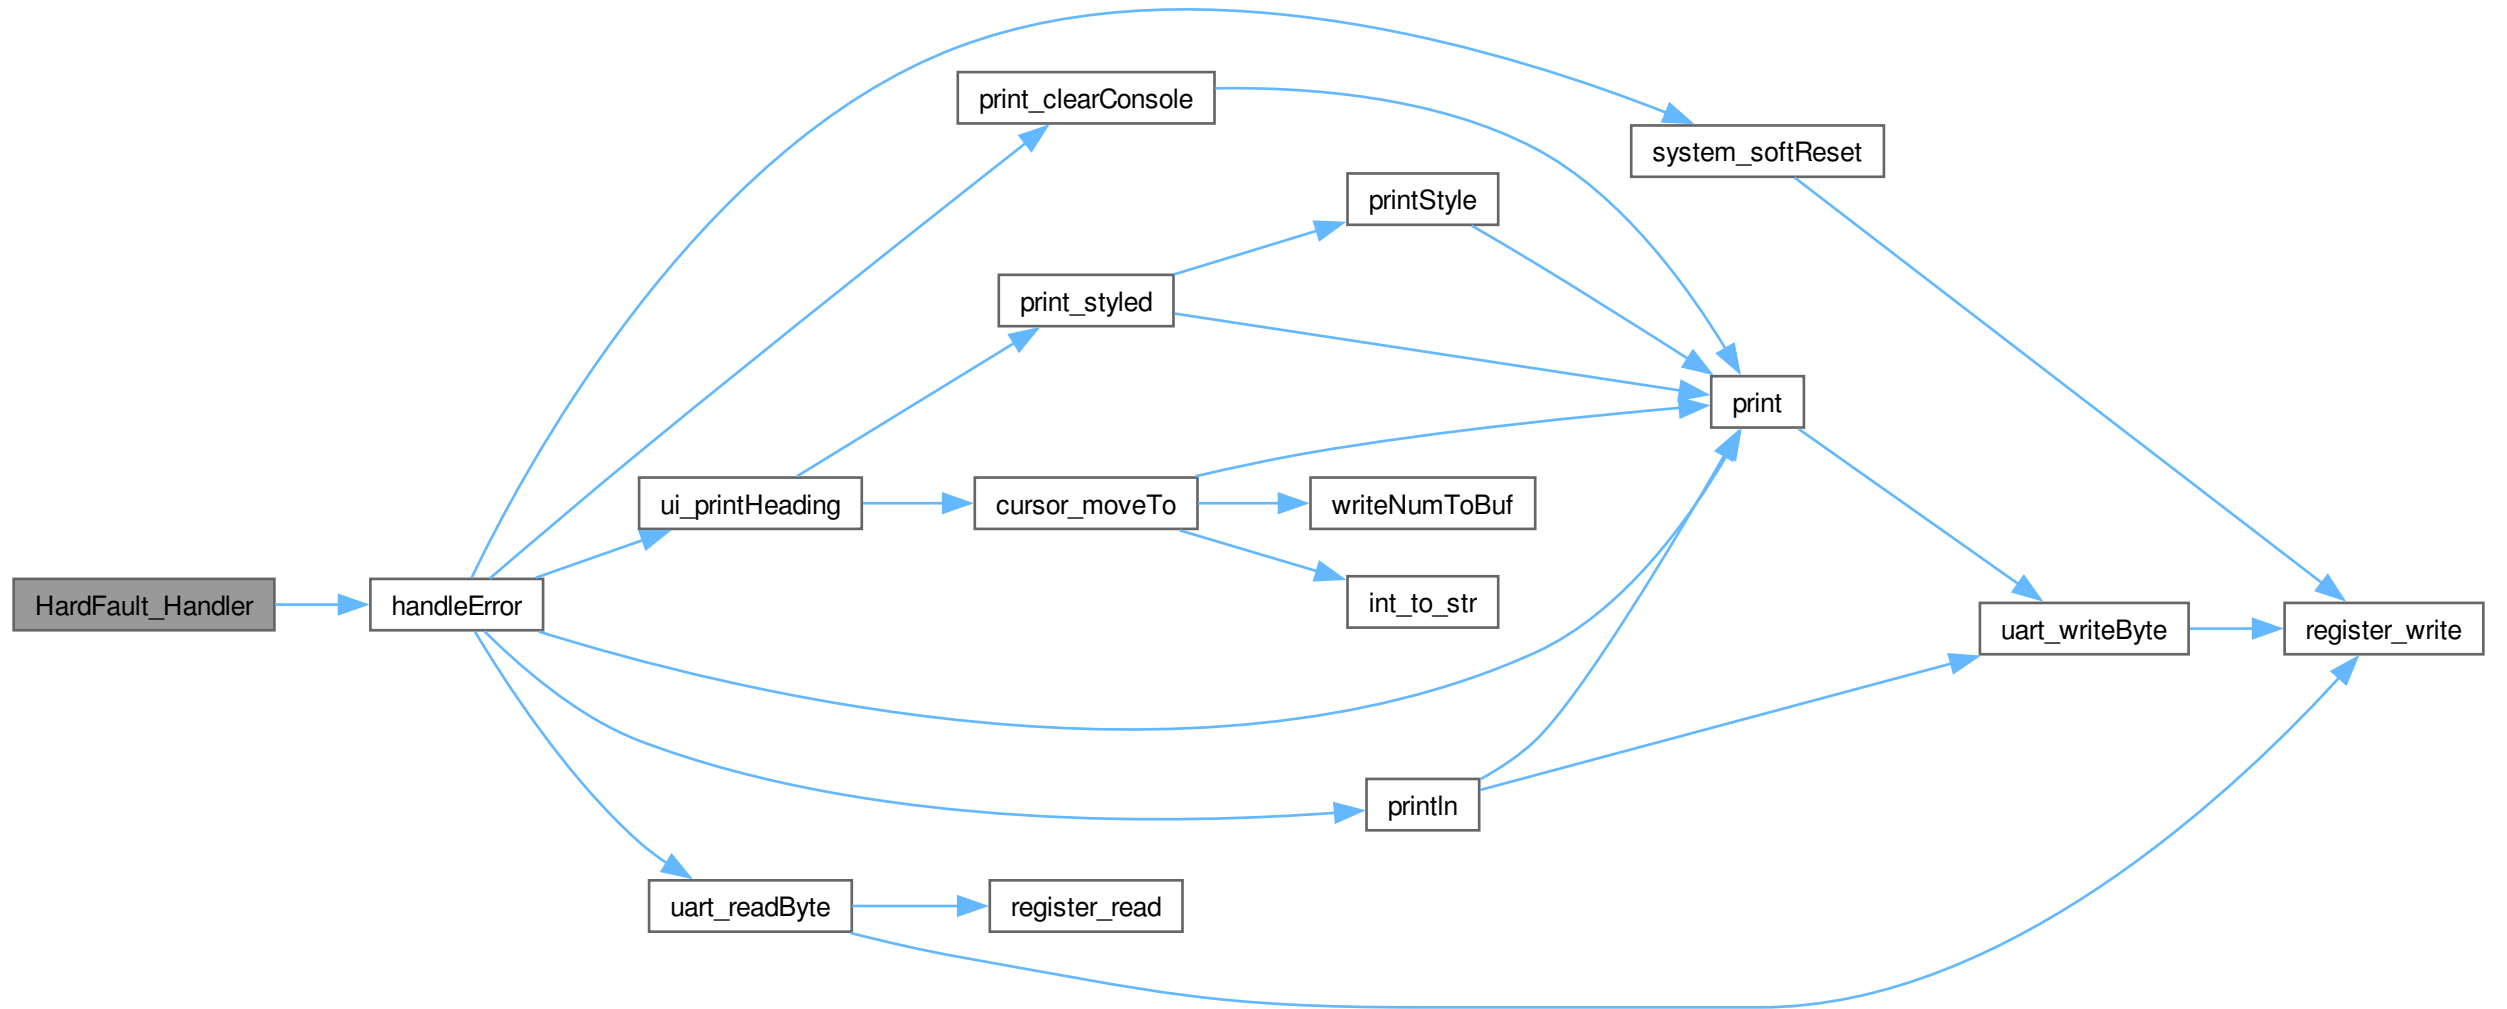 HardFault_Handler
handleError
print_clearConsole
system_softReset
printStyle
print_styled
print
ui_printHeading
cursor_moveTo
writeNumToBuf
int_to_str
uart_writeByte
register_write
println
uart_readByte
register_read